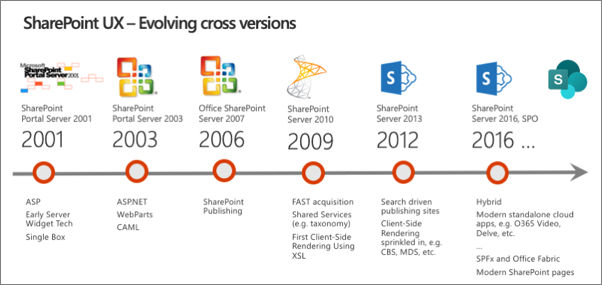 SharePoint UX – Evolving cross versions
Microsoft
SharePoint
Portal Server 2001
SharePoint
Portal Server 2001
2001
SharePoint
Portal Server 2003
2003
Office SharePoint
Server 2007
2006
SharePoint
Server 2010
2009
SharePoint
Server 2013
2012
SharePoint
Server 2016, SPO
2016 ...
S
S
S
ASP
Early Server
Widget Tech
Single Box
ASP.NET
WebParts
CAML
SharePoint
Publishing
FAST acquisition
Shared Services
(e.g. taxonomy)
First Client-Side
Rendering Using
XSL
Search driven
publishing sites
Client-Side
Rendering
sprinkled in, e.g.
CBS, MDS, etc.
Hybrid
Modern standalone cloud
apps, e.g. O365 Video,
Delve, etc.
...
SPFx and Office Fabric
Modern SharePoint pages